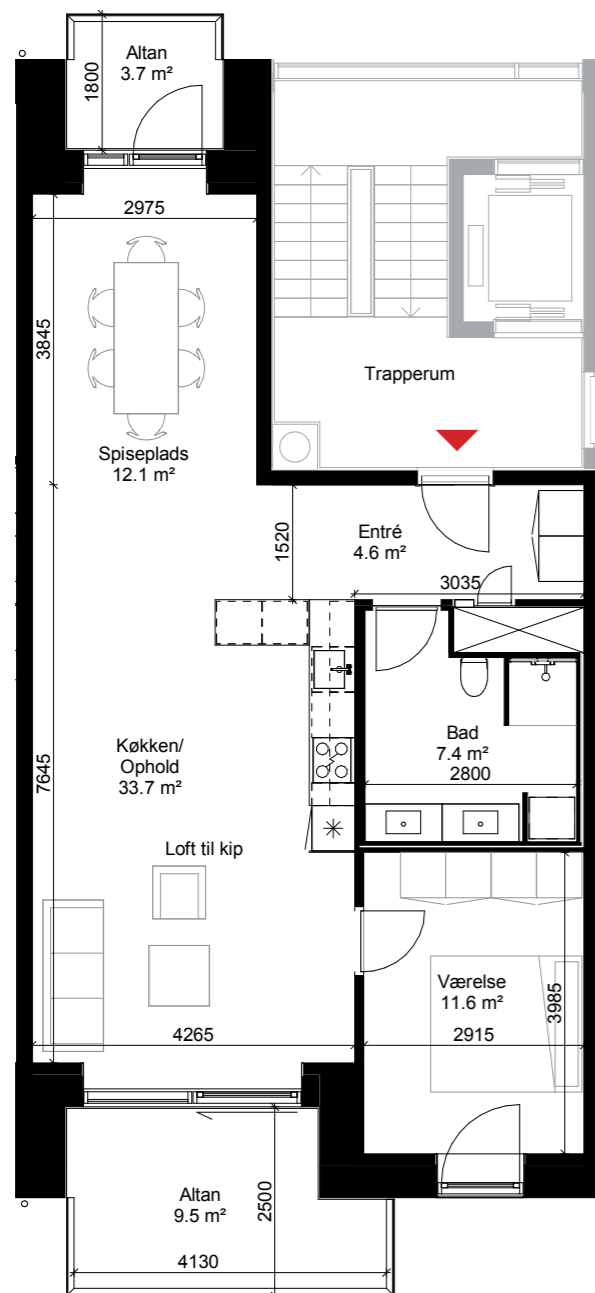 Altan
3.7 m²
1800
2975
3845
Trapperum
Spiseplads
12.1 m²
1520
Entré
4.6 m²
3035
Køkken/
Ophold
33.7 m²
7645
Bad
7.4 m²
2800
Loft til kip
Værelse
11.6 m²
3985
4265
2915
Altan
9.5 m²
2500
4130